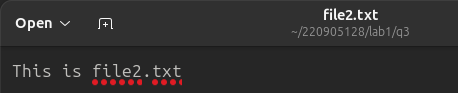 Open
file2.txt
~/220905128/lab1/q3
This is file2.txt